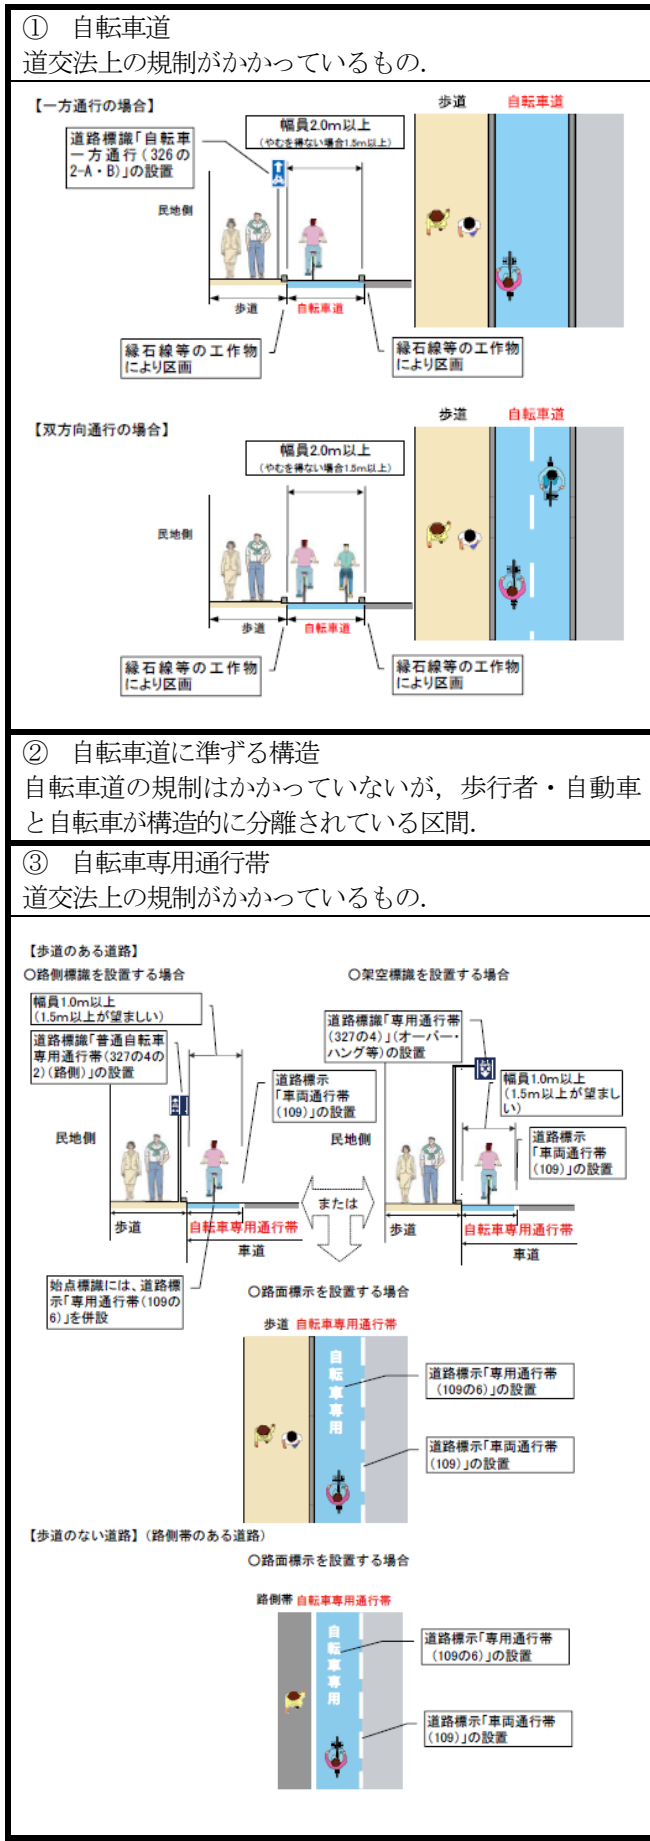 ① 自転車道
道交法上の規制がかかっているもの.
【一方通行の場合】
歩道 自転車道
道路標識「自転車
一方通行(326の
2-A・B)」の設置
幅員2.0m以上
(やむを得ない場合1.5m以上)
民地側
歩道 自転車道
縁石線等の工作物
により区画
縁石線等の工作物
により区画
【双方向通行の場合】
歩道 自転車道
幅員2.0m以上
(やむを得ない場合1.5m以上)
民地側
歩道 自転車道
縁石線等の工作物
により区画
縁石線等の工作物
により区画
② 自転車道に準ずる構造
自転車道の規制はかかっていないが，歩行者・自動車
と自転車が構造的に分離されている区間.
③ 自転車専用通行帯
道交法上の規制がかかっているもの.
【歩道のある道路】
○路側標識を設置する場合
幅員1.0m以上
(1.5m以上が望ましい)
道路標識「普通自転車
専用通行帯(327の4の
2)(路側)」の設置
道路標示
「車両通行帯
(109)」の設置
民地側
歩道 自転車専用通行帯
車道
始点標識には、道路標
示「専用通行帯(109の
6)」を併設
または
○架空標識を設置する場合
道路標識「専用通行帯
(327の4)」(オーバー・
ハング等)の設置
幅員1.0m以上
(1.5m以上が望まし
い)
道路標示
「車両通行帯
(109)」の設置
民地側
歩道 自転車専用通行帯
車道
○路面標示を設置する場合
歩道 自転車専用通行帯
自転車専用
道路標示「専用通行帯
(109の6)」の設置
道路標示「車両通行帯
(109)」の設置
【歩道のない道路】(路側帯のある道路)
○路面標示を設置する場合
路側帯 自転車専用通行帯
自転車専用
道路標示「専用通行帯
(109の6)」の設置
道路標示「車両通行帯
(109)」の設置